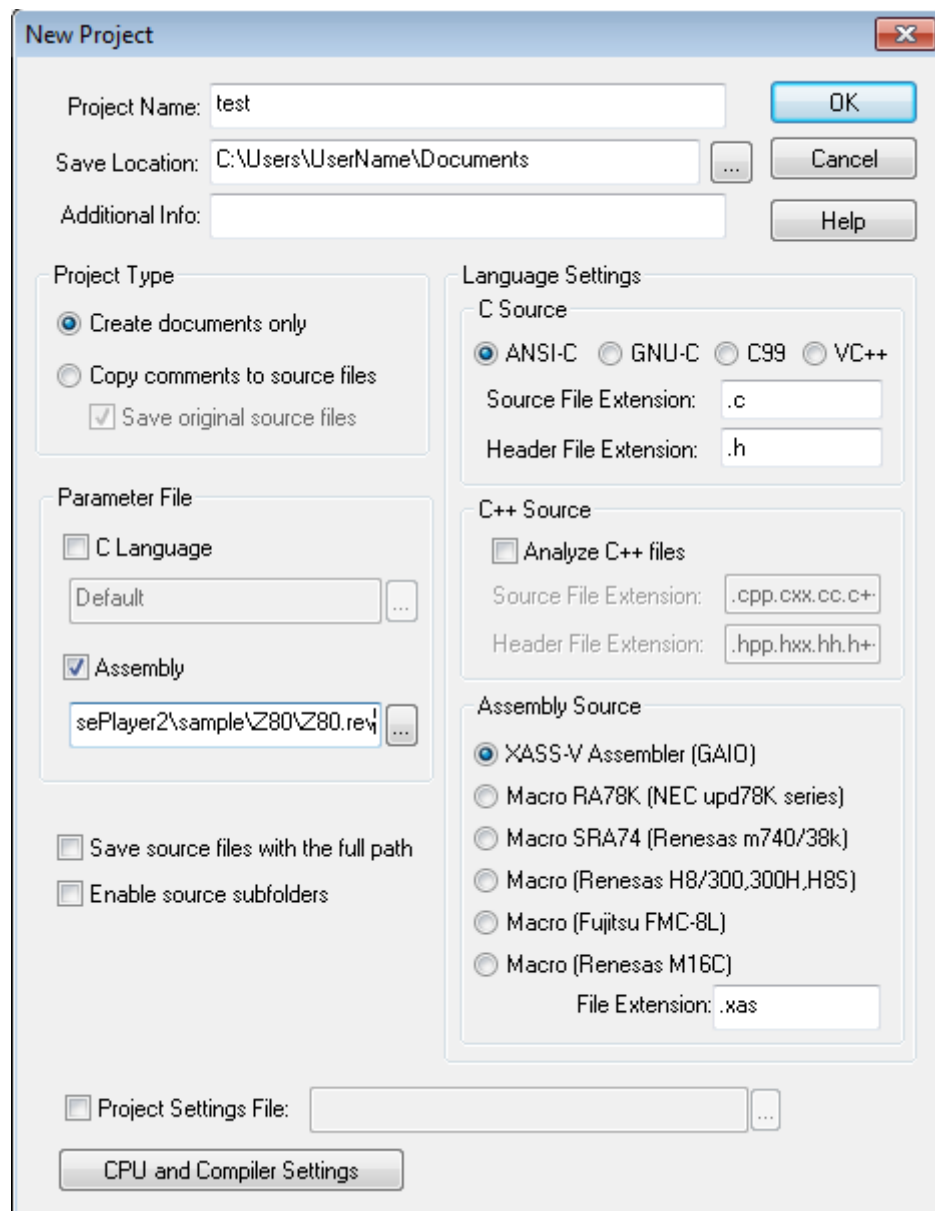 New Project
Project Name: test
OK
Save Location: C:\Users\UserName\Documents ...
Cancel
Additional Info:
Help
Project Type
Create documents only
Copy comments to source files
Save original source files
Parameter File
C Language
Default ...
Assembly
sePlayer2\sample\Z80\Z80.rev ...
Save source files with the full path
Enable source subfolders
Language Settings
C Source
ANSI-C GNU-C C99 VC++
Source File Extension: .c
Header File Extension: .h
C++ Source
Analyze C++ files
Source File Extension: .cpp.cxx.cc.c+
Header File Extension: .hpp.hxx.hh.h+
Assembly Source
XASS-V Assembler (GAIO)
Macro RA78K (NEC upd78K series)
Macro SRA74 (Renesas m740/38k)
Macro (Renesas H8/300,300H,H8S)
Macro (Fujitsu FMC-8L)
Macro (Renesas M16C)
File Extension: .xas
Project Settings File: ...
CPU and Compiler Settings